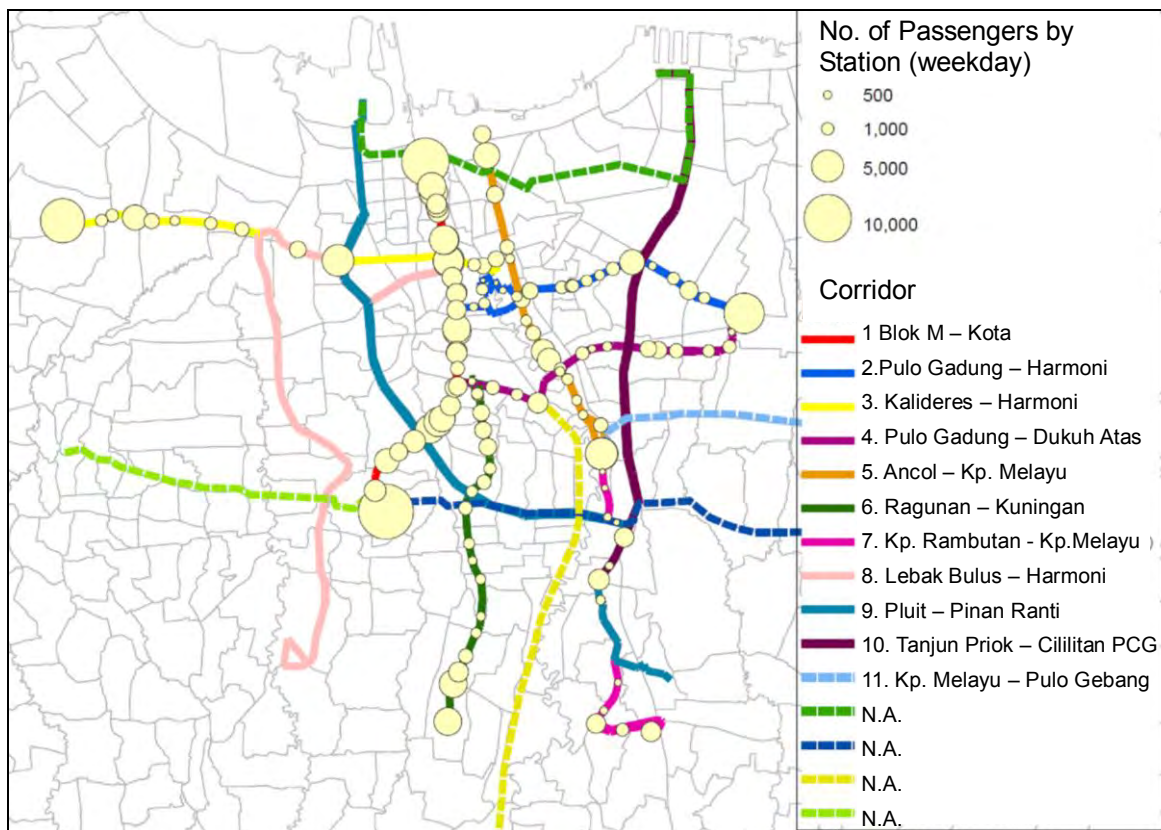 No. of Passengers by
Station (weekday)
500
1,000
5,000
10,000
Corridor
1 Blok M – Kota
2.Pulo Gadung – Harmoni
3. Kalideres – Harmoni
4. Pulo Gadung – Dukuh Atas
5. Ancol – Kp. Melayu
6. Ragunan – Kuningan
7. Kp. Rambutan - Kp.Melayu )
8. Lebak Bulus – Harmoni
9. Pluit – Pinan Ranti
10. Tanjun Priok – Cililitan PCG
11. Kp. Melayu – Pulo Gebang
N.A.
N.A.
N.A.
N.A.